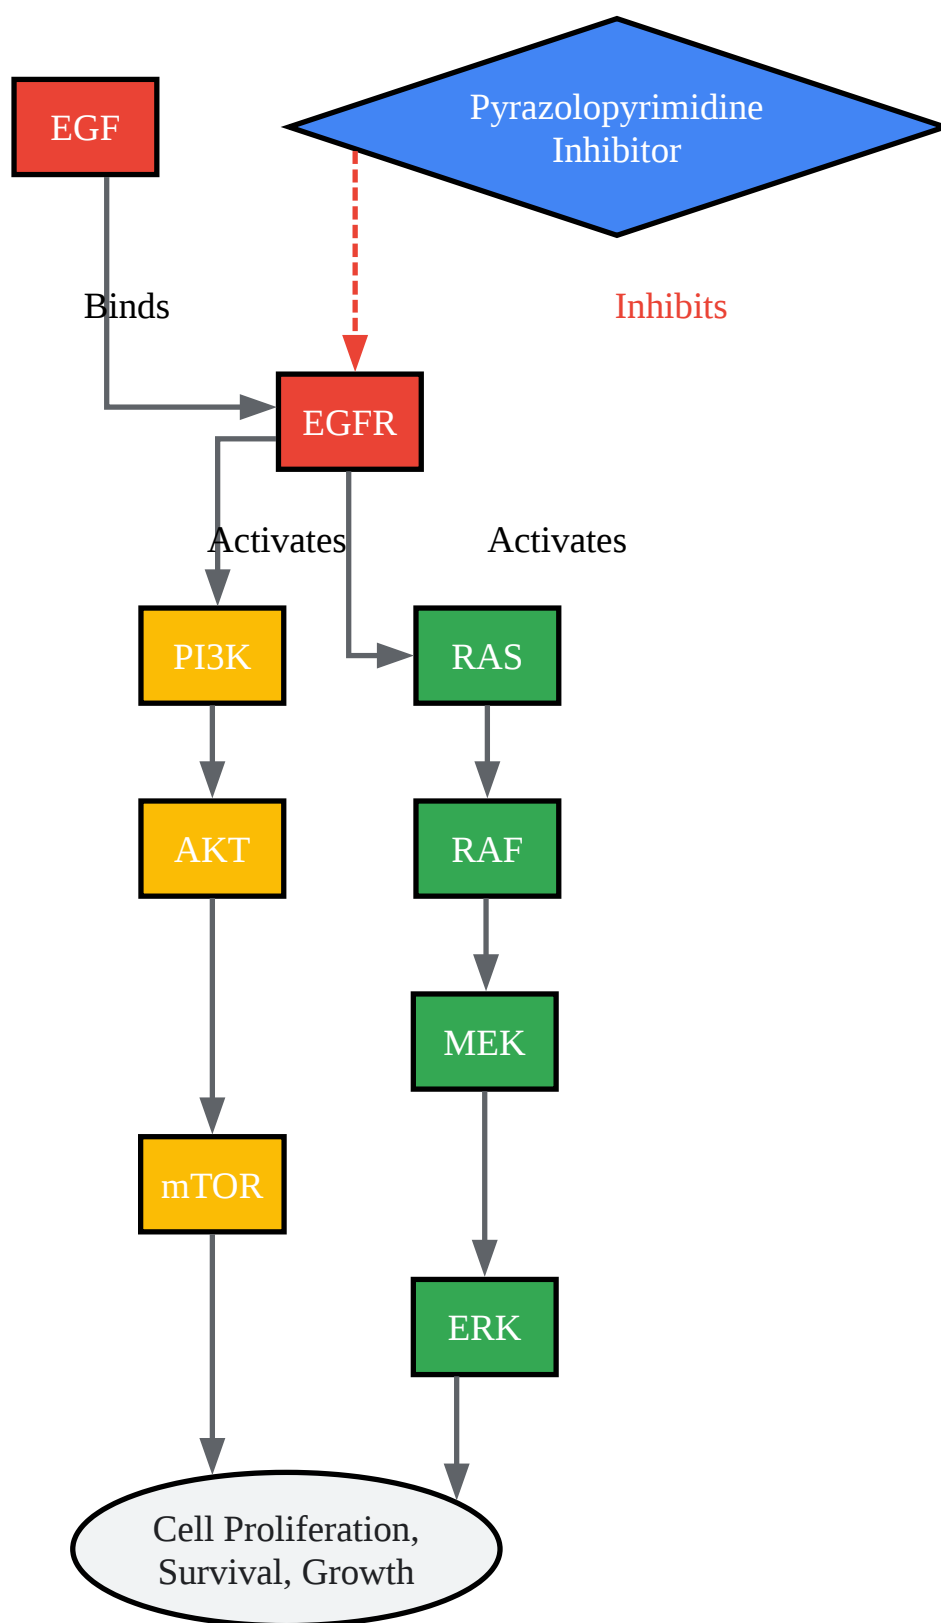 EGF
Pyrazolopyrimidine
Inhibitor
Binds
Inhibits
EGFR
Activates
Activates
PI3K
RAS
AKT
RAF
MEK
mTOR
ERK
Cell Proliferation,
Survival, Growth